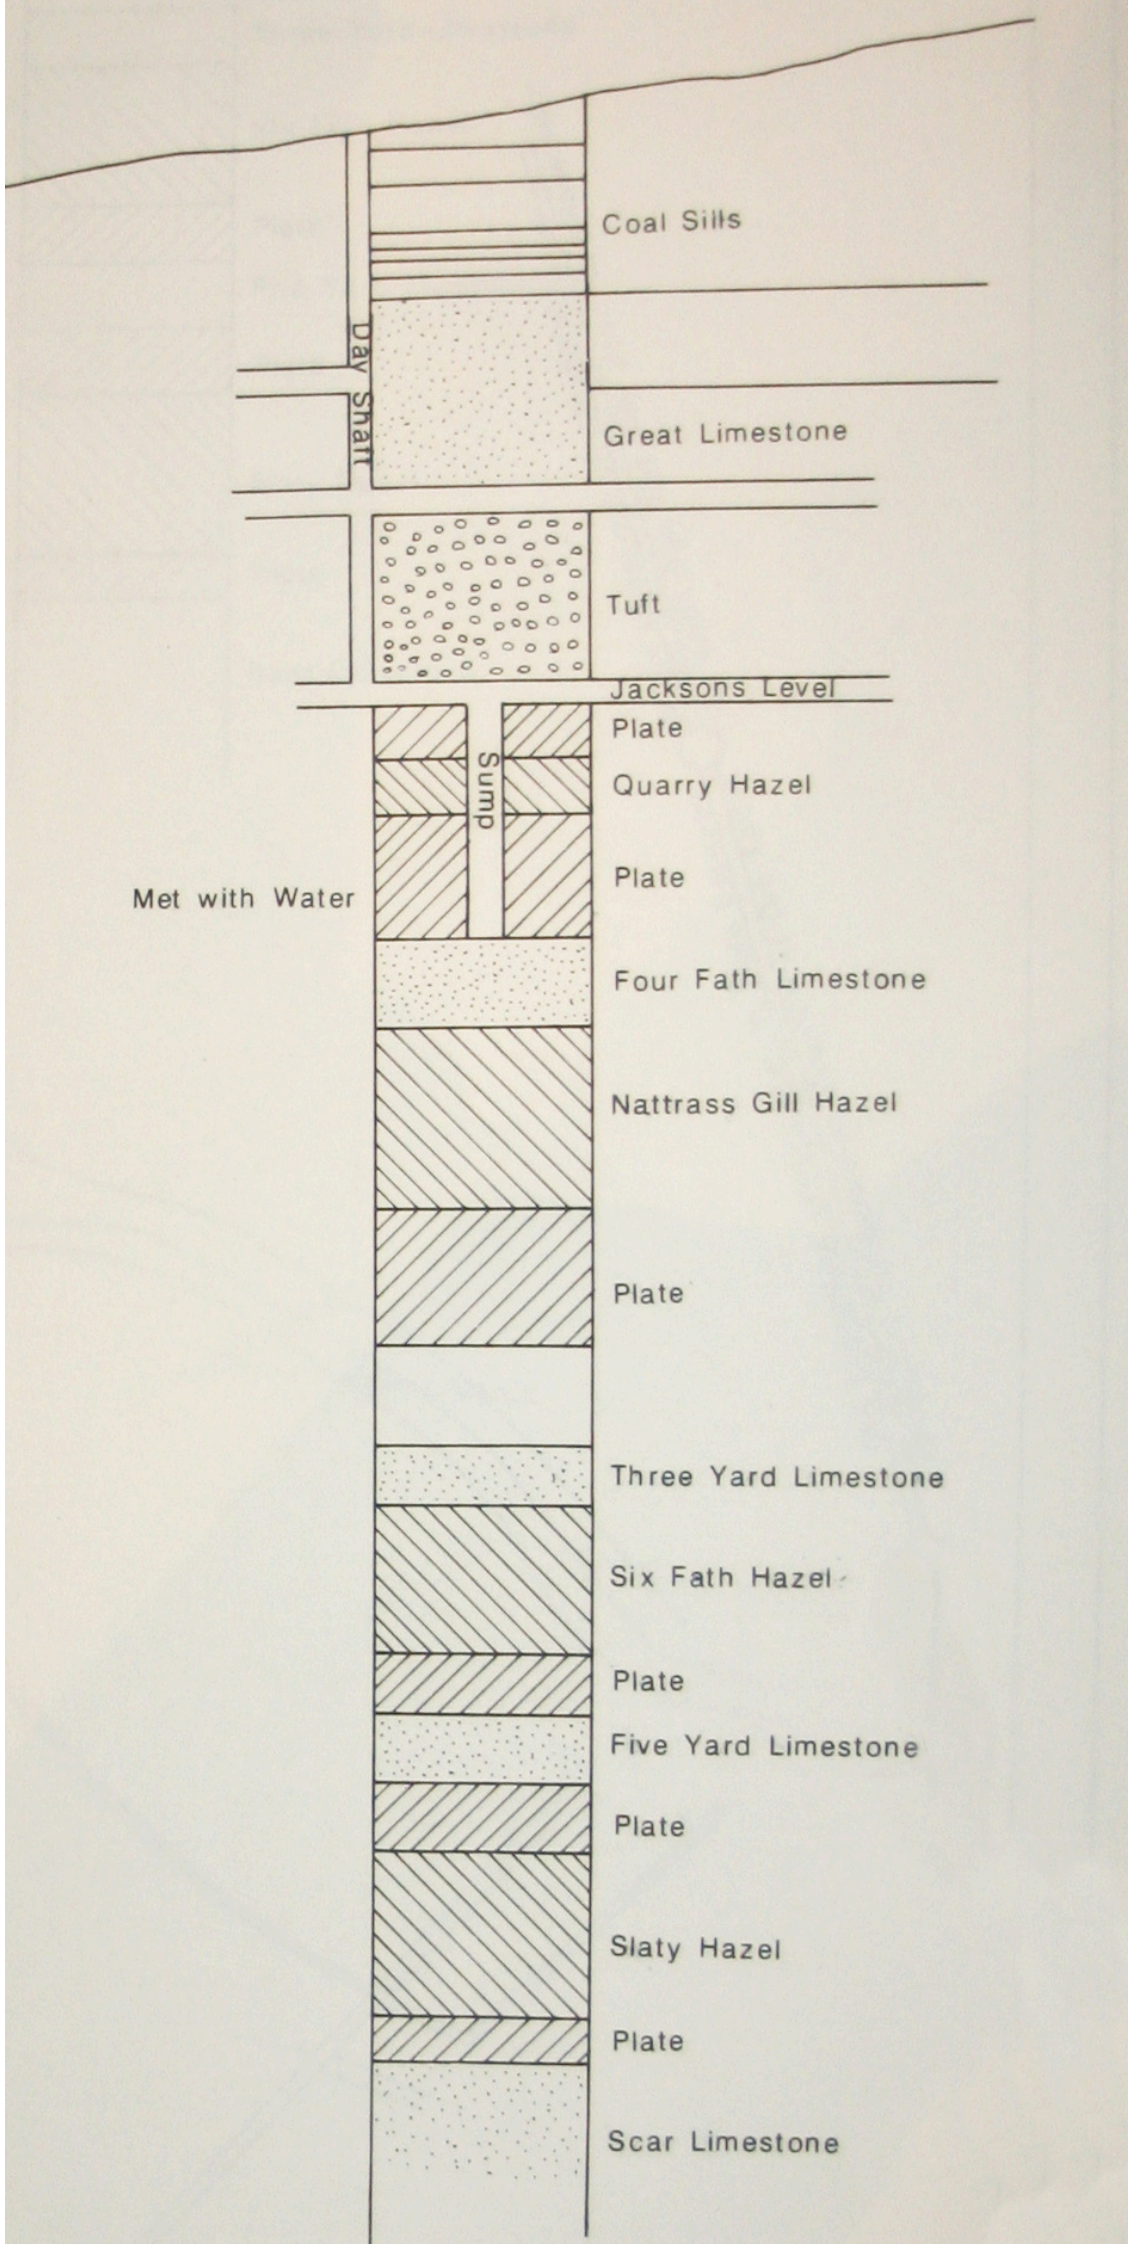 Coal Sills
Day Shaft
Great Limestone
Tuft
Jacksons Level
Plate
Sump
Quarry Hazel
Plate
Met with Water
Four Fath Limestone
Nattrass Gill Hazel
Plate
Three Yard Limestone
Six Fath Hazel
Plate
Five Yard Limestone
Plate
Slaty Hazel
Plate
Scar Limestone